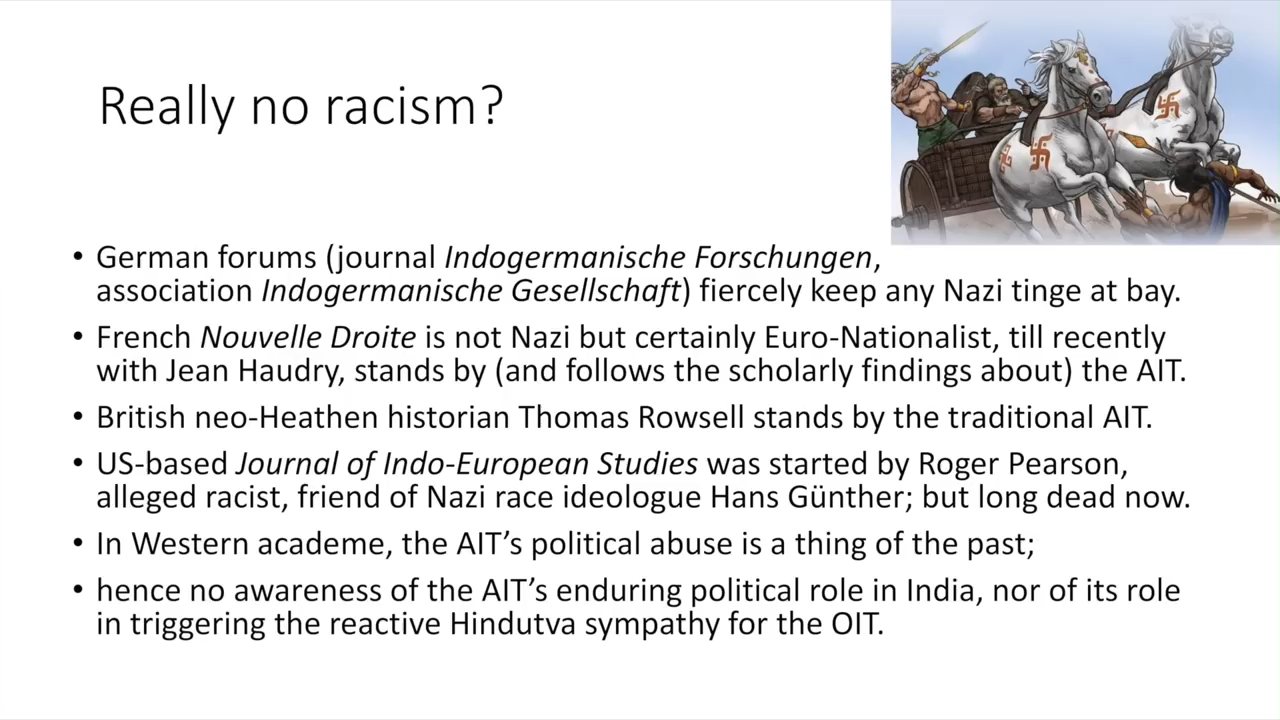 Really no racism?
• German forums (journal Indogermanische Forschungen,
association Indogermanische Gesellschaft) fiercely keep any Nazi tinge at bay.
• French Nouvelle Droite is not Nazi but certainly Euro-Nationalist, till recently
with Jean Haudry, stands by (and follows the scholarly findings about) the AIT.
• British neo-Heathen historian Thomas Rowsell stands by the traditional AIT.
• US-based Journal of Indo-European Studies was started by Roger Pearson,
alleged racist, friend of Nazi race ideologue Hans Günther; but long dead now.
• In Western academe, the AIT’s political abuse is a thing of the past;
• hence no awareness of the AIT’s enduring political role in India, nor of its role
in triggering the reactive Hindutva sympathy for the OIT.